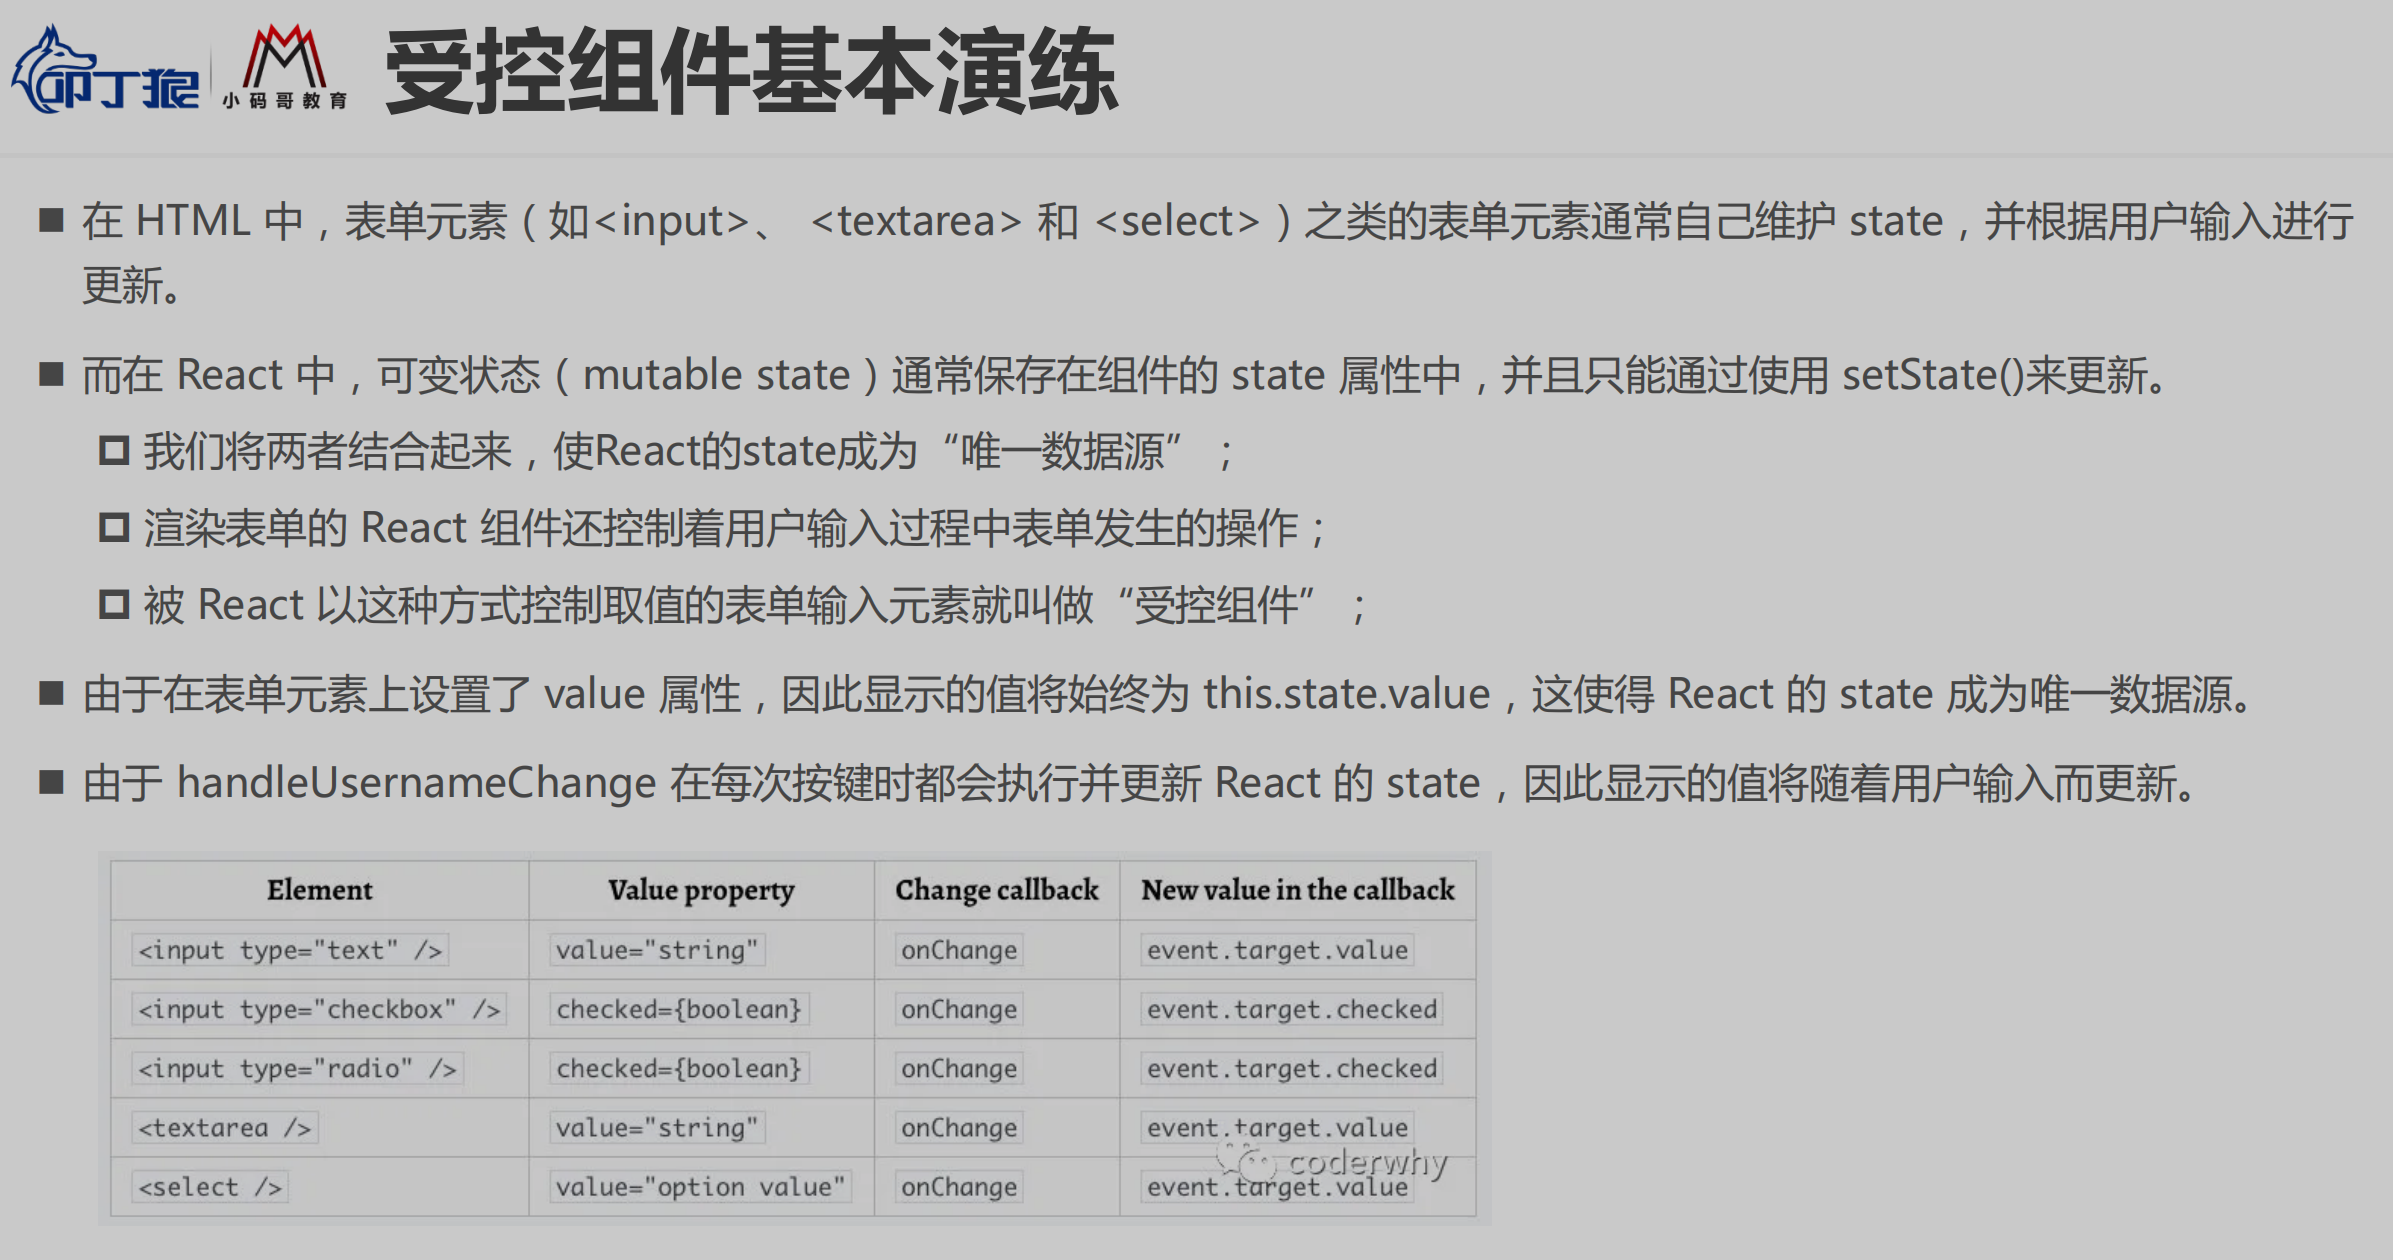 叩丁狼
小码哥教育
受控组件基本演练
■ 在 HTML 中，表单元素（如<input>、 <textarea> 和 <select>）之类的表单元素通常自己维护 state，并根据用户输入进行
更新。
■ 而在 React 中，可变状态（mutable state）通常保存在组件的 state 属性中，并且只能通过使用 setState()来更新。
我们将两者结合起来，使React的state成为“唯一数据源”；
渲染表单的 React 组件还控制着用户输入过程中表单发生的操作；
被 React 以这种方式控制取值的表单输入元素就叫做“受控组件”；
■ 由于在表单元素上设置了 value 属性，因此显示的值将始终为 this.state.value，这使得 React 的 state 成为唯一数据源。
■ 由于 handleUsernameChange 在每次按键时都会执行并更新 React 的 state，因此显示的值将随着用户输入而更新。
Element Value property Change callback New value in the callback
<input type="text" /> value="string" onChange event.target.value
<input type="checkbox" /> checked={boolean} onChange event.target.checked
<input type="radio" /> checked={boolean} onChange event.target.checked
<textarea /> value="string" onChange event.target.value
coderwhy
<select /> value="option value" onChange event.target.value